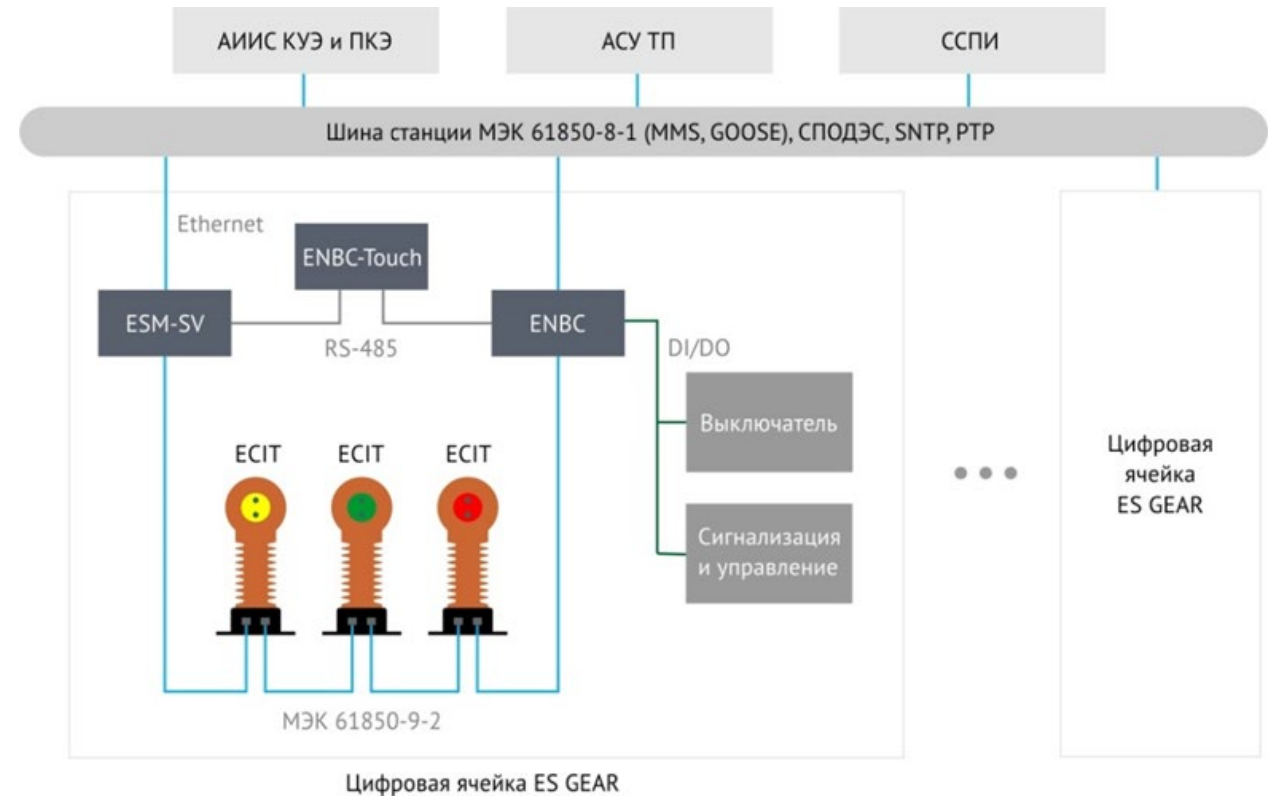 АИИС КУЭ и ПКЭ
АСУ ТП
ССПИ
Шина станции МЭК 61850-8-1 (MMS, GOOSE), СПОДЭС, SNTP, PTP
Ethernet
ENBC-Touch
ESM-SV
ENBC
RS-485
DI/DO
Выключатель
ECIT
ECIT
ECIT
Сигнализация
и управление
Цифровая
ячейка
ES GEAR
МЭК 61850-9-2
Цифровая ячейка ES GEAR